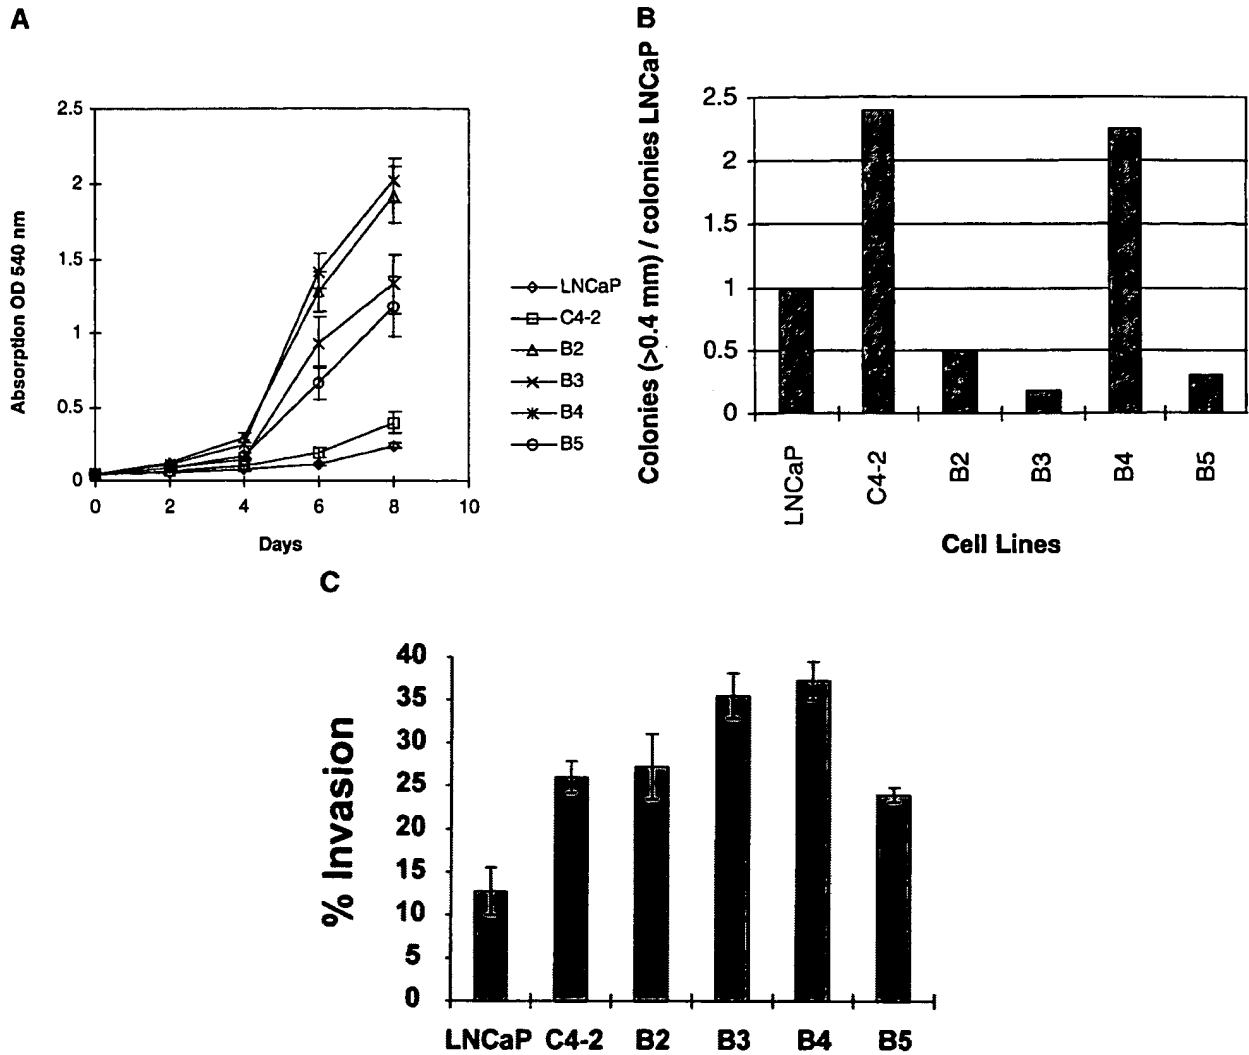 A
2.5
2
1.5
1
0.5
0
0 2 4 6 8 10
Absorption OD 540 nm
Days
LNCaP
C4-2
B2
B3
B4
B5
B
Colonies (>0.4 mm) / colonies LNCaP
2.5
2
1.5
1
0.5
0
LNCaP C4-2 B2 B3 B4 B5
Cell Lines
C
% Invasion
40
35
30
25
20
15
10
5
0
LNCaP C4-2 B2 B3 B4 B5